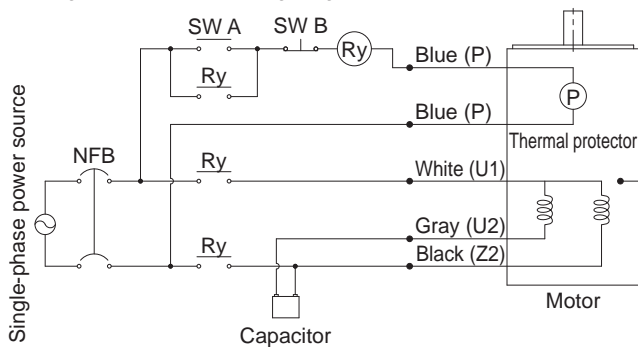 SW A
SW B
Ry
Blue (P)
Ry
P
Blue (P)
Thermal protector
NFB
Ry
White (U1)
Gray (U2)
Ry
Black (Z2)
Motor
Capacitor
Single-phase power source